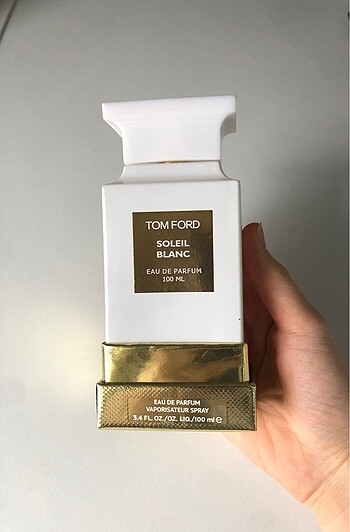 TOM FORD
SOLEIL
BLANC
EAU DE PARFUM
100 ML
EAU DE PARFUM
VAPORISATEUR SPRAY
3.4 FL. OZ./OZ. LIQ./100 ml ℮